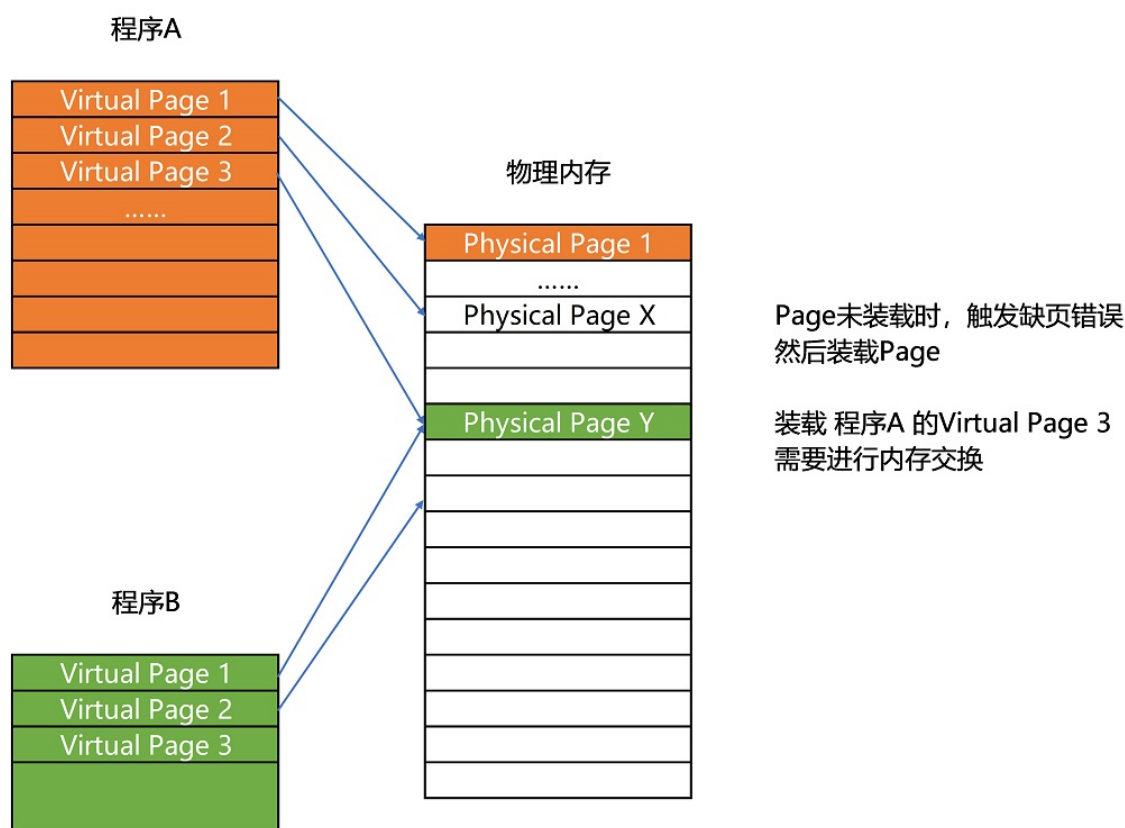 程序A
Virtual Page 1
Virtual Page 2
Virtual Page 3
……
物理内存
Physical Page 1
……
Physical Page X
Physical Page Y
Page未装载时，触发缺页错误
然后装载Page
装载 程序A 的Virtual Page 3
需要进行内存交换
程序B
Virtual Page 1
Virtual Page 2
Virtual Page 3